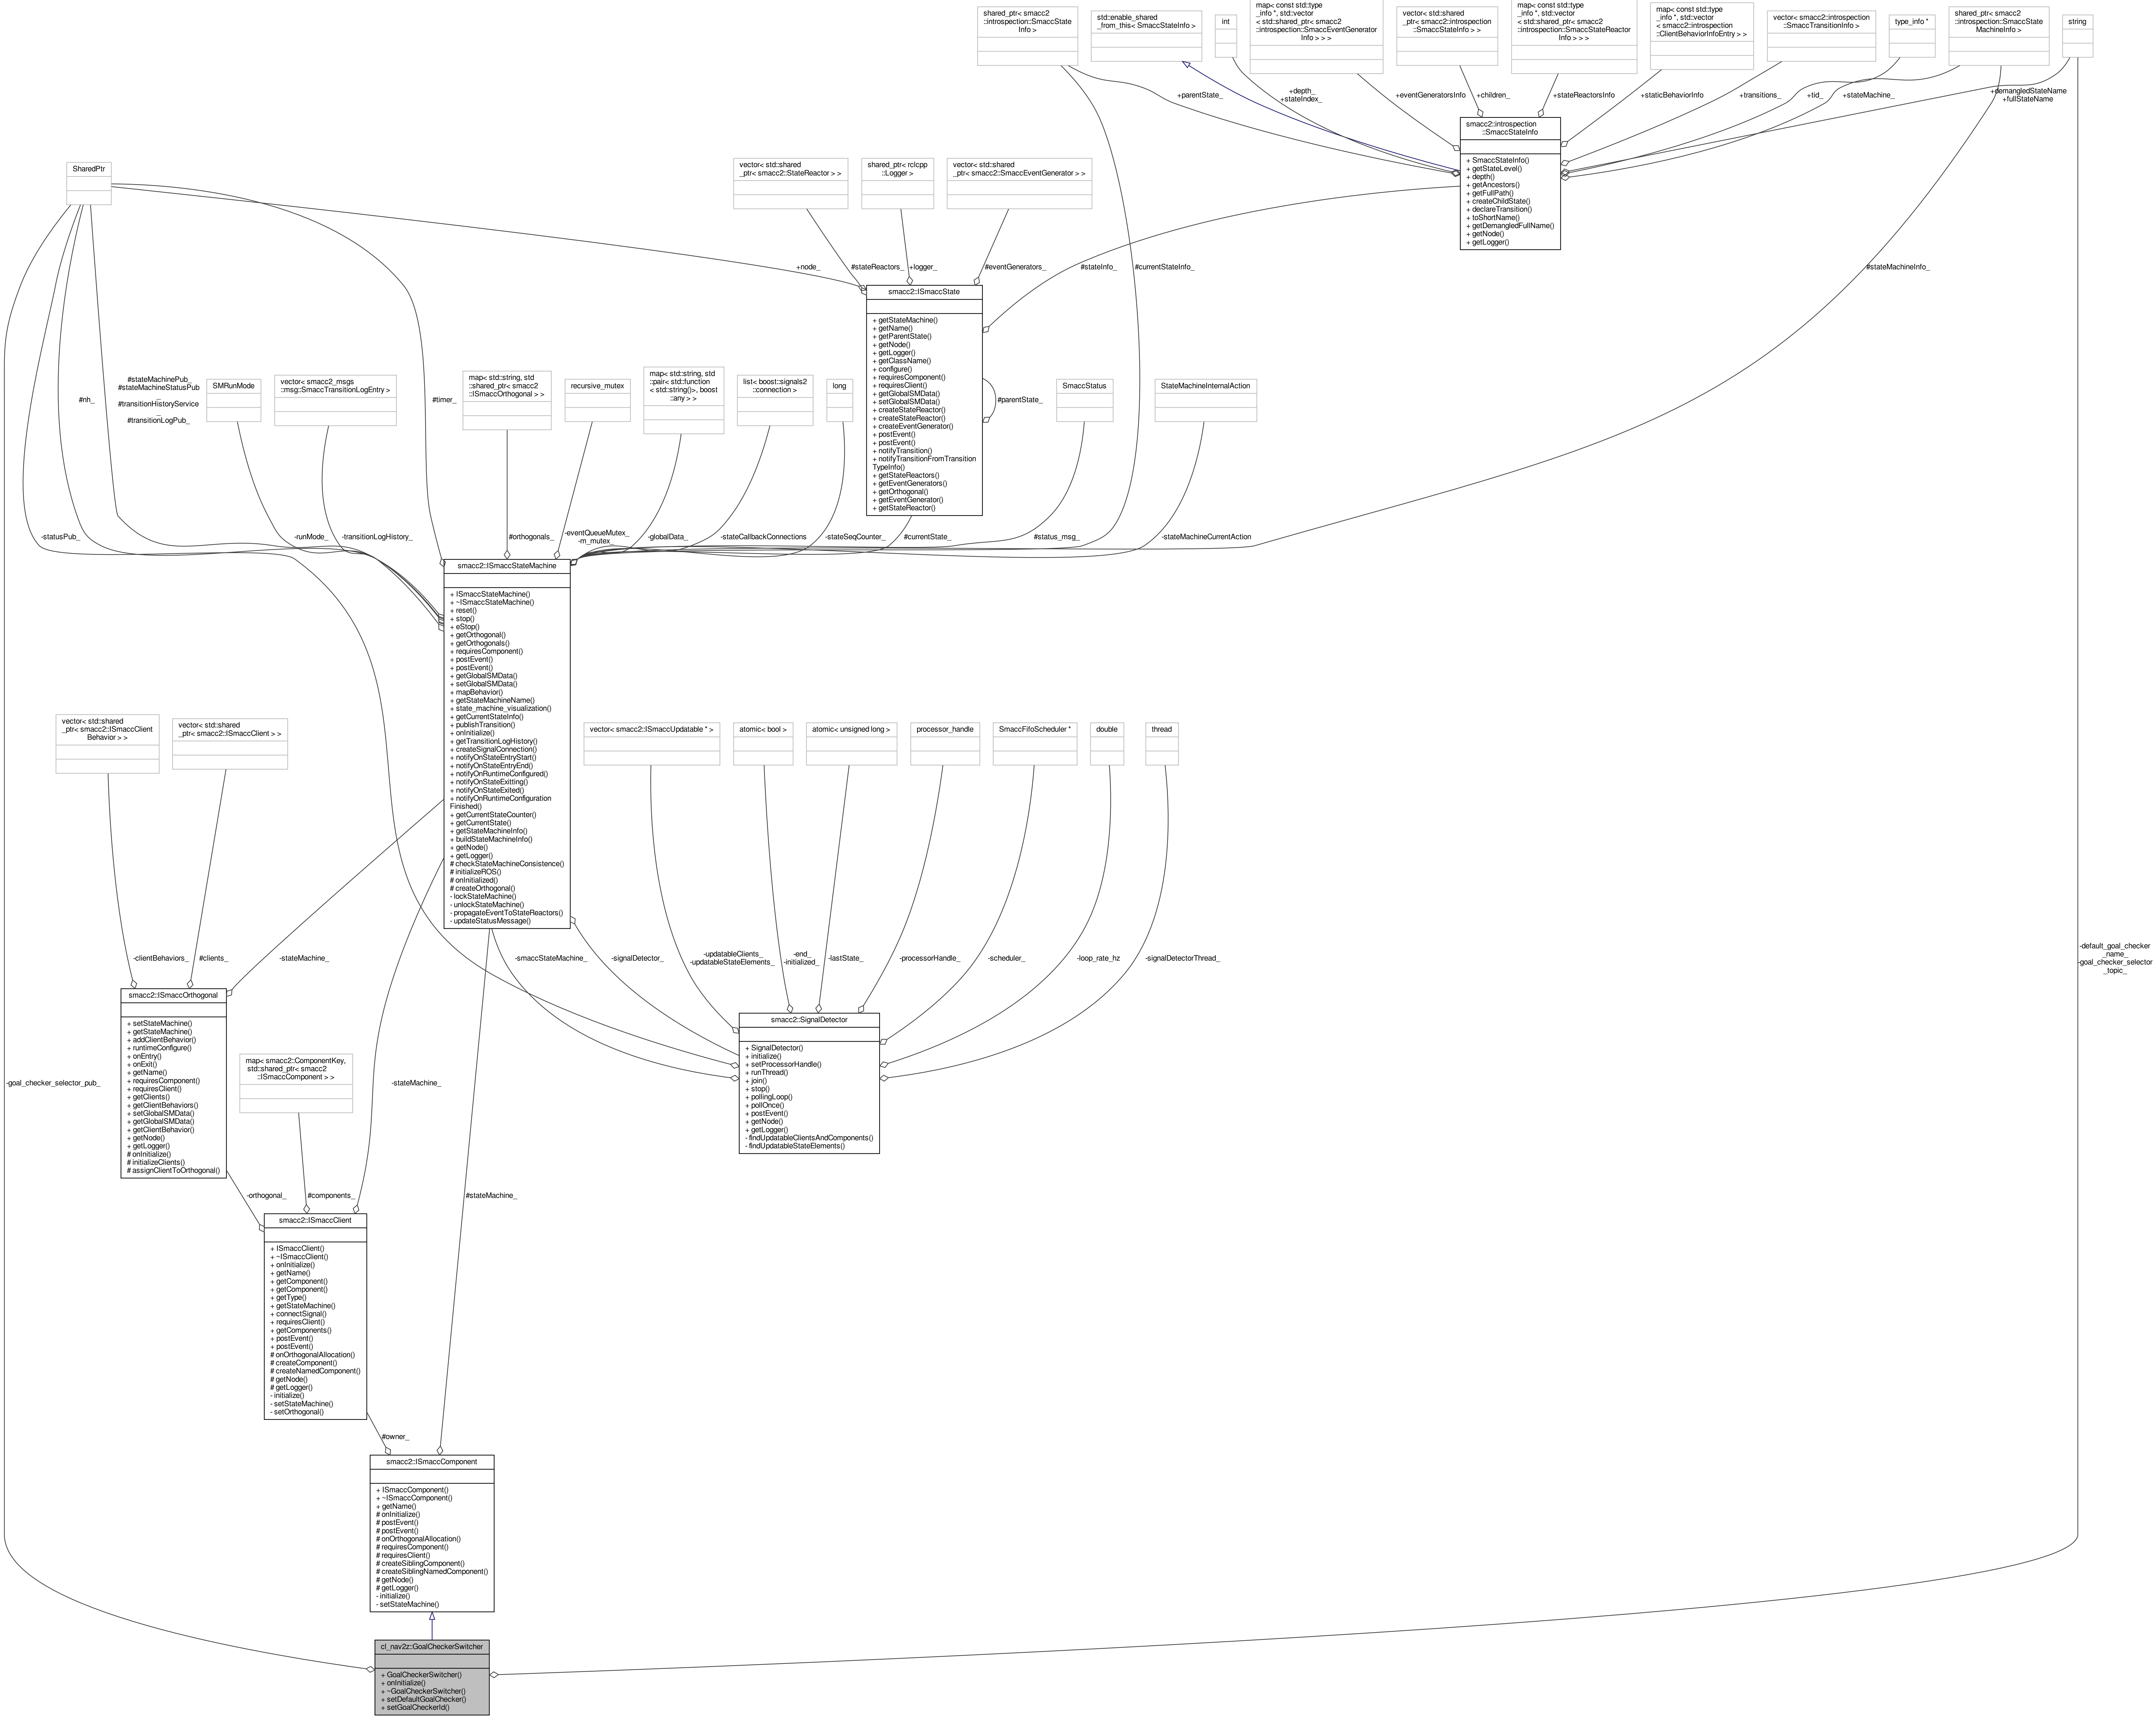 shared_ptr< smacc2
::introspection::SmaccState
Info >
std::enable_shared
_from_this< SmaccStateInfo >
int
map< const std::type
_info *, std::vector
< std::shared_ptr< smacc2
::introspection::SmaccEventGenerator
Info > > >
vector< std::shared
_ptr< smacc2::introspection
::SmaccStateInfo > >
map< const std::type
_info *, std::vector
< std::shared_ptr< smacc2
::introspection::SmaccStateReactor
Info > > >
map< const std::type
_info *, std::vector
< smacc2::introspection
::ClientBehaviorInfoEntry > >
vector< smacc2::introspection
::SmaccTransitionInfo >
type_info *
shared_ptr< smacc2
::introspection::SmaccState
MachineInfo >
string
+parentState_
+depth_
+stateIndex_
+eventGeneratorsInfo
+children_
+stateReactorsInfo
+staticBehaviorInfo
+transitions_
+tid_
+stateMachine_
+demangledStateName
+fullStateName
smacc2::introspection
::SmaccStateInfo
+ SmaccStateInfo()
+ getStateLevel()
+ depth()
+ getAncestors()
+ getFullPath()
+ createChildState()
+ declareTransition()
+ toShortName()
+ getDemangledFullName()
+ getNode()
+ getLogger()
SharedPtr
vector< std::shared
_ptr< smacc2::StateReactor > >
shared_ptr< rclcpp
::Logger >
vector< std::shared
_ptr< smacc2::SmaccEventGenerator > >
+node_
#stateReactors_
+logger_
#eventGenerators_
#stateInfo_
#currentStateInfo_
#stateMachineInfo_
smacc2::ISmaccState
+ getStateMachine()
+ getName()
+ getParentState()
+ getNode()
+ getLogger()
+ getClassName()
+ configure()
+ requiresComponent()
+ requiresClient()
+ getGlobalSMData()
+ setGlobalSMData()
+ createStateReactor()
+ createStateReactor()
+ createEventGenerator()
+ postEvent()
+ postEvent()
+ notifyTransition()
+ notifyTransitionFromTransition
TypeInfo()
+ getStateReactors()
+ getEventGenerators()
+ getOrthogonal()
+ getEventGenerator()
+ getStateReactor()
#parentState_
#nh_
#stateMachinePub_
#stateMachineStatusPub
_
#transitionHistoryService
_
#transitionLogPub_
SMRunMode
vector< smacc2_msgs
::msg::SmaccTransitionLogEntry >
#timer_
map< std::string, std
::shared_ptr< smacc2
::ISmaccOrthogonal > >
recursive_mutex
map< std::string, std
::pair< std::function
< std::string()>, boost
::any > >
list< boost::signals2
::connection >
long
SmaccStatus
StateMachineInternalAction
-statusPub_
-runMode_
-transitionLogHistory_
#orthogonals_
-eventQueueMutex_
-m_mutex_
-globalData_
-stateCallbackConnections
-stateSeqCounter_
#currentState_
#status_msg_
-stateMachineCurrentAction
smacc2::ISmaccStateMachine
+ ISmaccStateMachine()
+ ~ISmaccStateMachine()
+ reset()
+ stop()
+ eStop()
+ getOrthogonal()
+ getOrthogonals()
+ requiresComponent()
+ postEvent()
+ postEvent()
+ getGlobalSMData()
+ setGlobalSMData()
+ mapBehavior()
+ getStateMachineName()
+ state_machine_visualization()
+ getCurrentStateInfo()
+ publishTransition()
+ onInitialize()
+ getTransitionLogHistory()
+ createSignalConnection()
+ notifyOnStateEntryStart()
+ notifyOnStateEntryEnd()
+ notifyOnRuntimeConfigured()
+ notifyOnStateExitting()
+ notifyOnStateExited()
+ notifyOnRuntimeConfiguration
Finished()
+ getCurrentStateCounter()
+ getCurrentState()
+ getStateMachineInfo()
+ buildStateMachineInfo()
+ getNode()
+ getLogger()
# checkStateMachineConsistence()
# initializeROS()
# onInitialized()
# createOrthogonal()
- lockStateMachine()
- unlockStateMachine()
- propagateEventToStateReactors()
- updateStatusMessage()
vector< std::shared
_ptr< smacc2::ISmaccClient
Behavior > >
vector< std::shared
_ptr< smacc2::ISmaccClient > >
vector< smacc2::ISmaccUpdatable * >
atomic< bool >
atomic< unsigned long >
processor_handle
SmaccFifoScheduler *
double
thread
-clientBehaviors_
#clients_
-stateMachine_
-smaccStateMachine_
-signalDetector_
-updatableClients_
-updatableStateElements_
-end_
-initialized_
-lastState_
-processorHandle_
-scheduler_
-loop_rate_hz
-signalDetectorThread_
-default_goal_checker
_name_
-goal_checker_selector
_topic_
smacc2::ISmaccOrthogonal
+ setStateMachine()
+ getStateMachine()
+ addClientBehavior()
+ runtimeConfigure()
+ onEntry()
+ onExit()
+ getName()
+ requiresComponent()
+ requiresClient()
+ getClients()
+ getClientBehaviors()
+ setGlobalSMData()
+ getGlobalSMData()
+ getClientBehavior()
+ getNode()
+ getLogger()
# onInitialize()
# initializeClients()
# assignClientToOrthogonal()
smacc2::SignalDetector
+ SignalDetector()
+ initialize()
+ setProcessorHandle()
+ runThread()
+ join()
+ stop()
+ pollingLoop()
+ pollOnce()
+ postEvent()
+ getNode()
+ getLogger()
- findUpdatableClientsAndComponents()
- findUpdatableStateElements()
map< smacc2::ComponentKey,
std::shared_ptr< smacc2
::ISmaccComponent > >
-goal_checker_selector_pub_
-stateMachine_
-orthogonal_
#components_
#stateMachine_
smacc2::ISmaccClient
+ ISmaccClient()
+ ~ISmaccClient()
+ onInitialize()
+ getName()
+ getComponent()
+ getComponent()
+ getType()
+ getStateMachine()
+ connectSignal()
+ requiresClient()
+ getComponents()
+ postEvent()
+ postEvent()
# onOrthogonalAllocation()
# createComponent()
# createNamedComponent()
# getNode()
# getLogger()
- initialize()
- setStateMachine()
- setOrthogonal()
#owner_
smacc2::ISmaccComponent
+ ISmaccComponent()
+ ~ISmaccComponent()
+ getName()
# onInitialize()
# postEvent()
# postEvent()
# onOrthogonalAllocation()
# requiresComponent()
# requiresClient()
# createSiblingComponent()
# createSiblingNamedComponent()
# getNode()
# getLogger()
- initialize()
- setStateMachine()
cl_nav2z::GoalCheckerSwitcher
+ GoalCheckerSwitcher()
+ onInitialize()
+ ~GoalCheckerSwitcher()
+ setDefaultGoalChecker()
+ setGoalCheckerId()